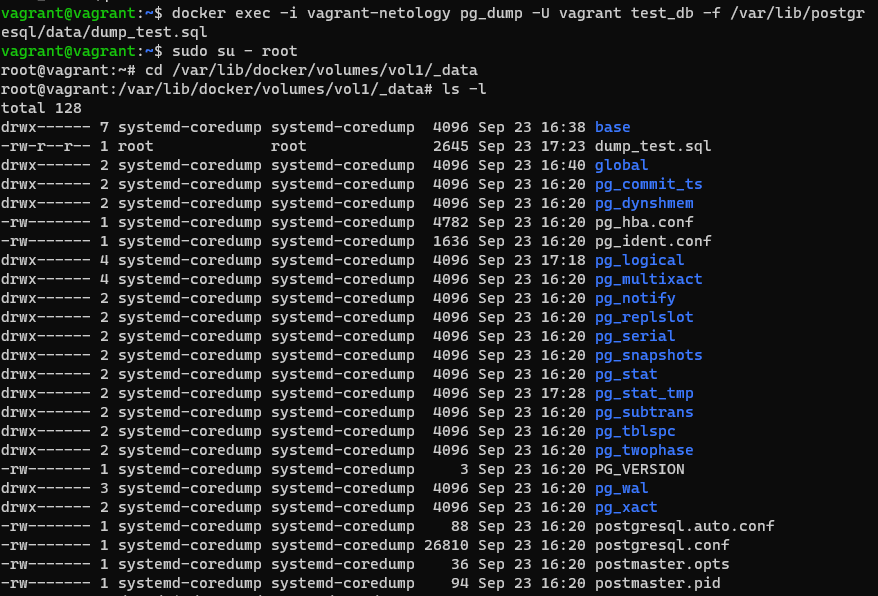 vagrant@vagrant:~$ docker exec -i vagrant-netology pg_dump -U vagrant test_db -f /var/lib/postgr
esql/data/dump_test.sql
vagrant@vagrant:~$ sudo su - root
root@vagrant:~# cd /var/lib/docker/volumes/vol1/_data
root@vagrant:/var/lib/docker/volumes/vol1/_data# ls -l
total 128
drwx------ 7 systemd-coredump systemd-coredump  4096 Sep 23 16:38 base
-rw-r--r-- 1 root             root              2645 Sep 23 17:23 dump_test.sql
drwx------ 2 systemd-coredump systemd-coredump  4096 Sep 23 16:40 global
drwx------ 2 systemd-coredump systemd-coredump  4096 Sep 23 16:20 pg_commit_ts
drwx------ 2 systemd-coredump systemd-coredump  4096 Sep 23 16:20 pg_dynshmem
-rw------- 1 systemd-coredump systemd-coredump  4782 Sep 23 16:20 pg_hba.conf
-rw------- 1 systemd-coredump systemd-coredump  1636 Sep 23 16:20 pg_ident.conf
drwx------ 4 systemd-coredump systemd-coredump  4096 Sep 23 17:18 pg_logical
drwx------ 4 systemd-coredump systemd-coredump  4096 Sep 23 16:20 pg_multixact
drwx------ 2 systemd-coredump systemd-coredump  4096 Sep 23 16:20 pg_notify
drwx------ 2 systemd-coredump systemd-coredump  4096 Sep 23 16:20 pg_replslot
drwx------ 2 systemd-coredump systemd-coredump  4096 Sep 23 16:20 pg_serial
drwx------ 2 systemd-coredump systemd-coredump  4096 Sep 23 16:20 pg_snapshots
drwx------ 2 systemd-coredump systemd-coredump  4096 Sep 23 16:20 pg_stat
drwx------ 2 systemd-coredump systemd-coredump  4096 Sep 23 17:28 pg_stat_tmp
drwx------ 2 systemd-coredump systemd-coredump  4096 Sep 23 16:20 pg_subtrans
drwx------ 2 systemd-coredump systemd-coredump  4096 Sep 23 16:20 pg_tblspc
drwx------ 2 systemd-coredump systemd-coredump  4096 Sep 23 16:20 pg_twophase
-rw------- 1 systemd-coredump systemd-coredump     3 Sep 23 16:20 PG_VERSION
drwx------ 3 systemd-coredump systemd-coredump  4096 Sep 23 16:20 pg_wal
drwx------ 2 systemd-coredump systemd-coredump  4096 Sep 23 16:20 pg_xact
-rw------- 1 systemd-coredump systemd-coredump    88 Sep 23 16:20 postgresql.auto.conf
-rw------- 1 systemd-coredump systemd-coredump 26810 Sep 23 16:20 postgresql.conf
-rw------- 1 systemd-coredump systemd-coredump    36 Sep 23 16:20 postmaster.opts
-rw------- 1 systemd-coredump systemd-coredump    94 Sep 23 16:20 postmaster.pid